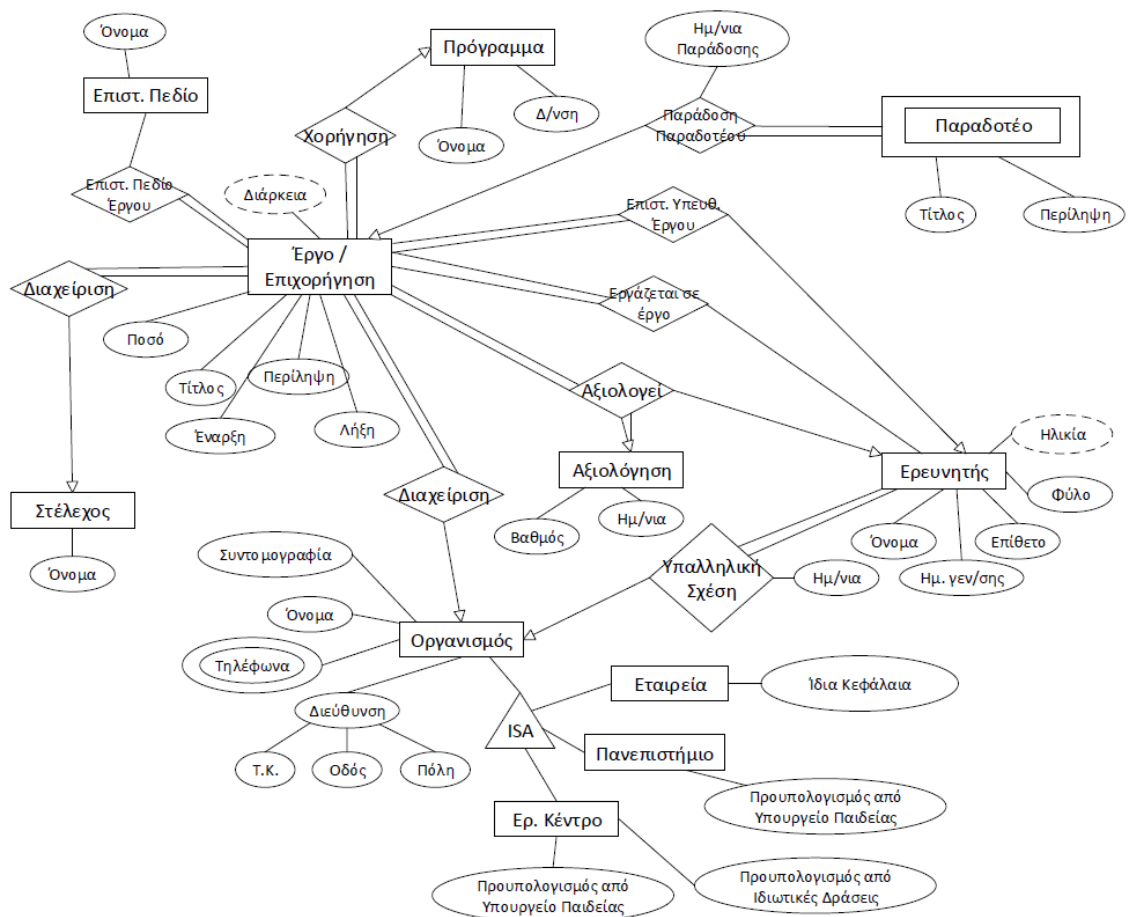 Ημ/νια
Παράδοσης
Όνομα
Πρόγραμμα
Επιστ. Πεδίο
Δ/νση
Παράδοση
Παραδοτέου
Παραδοτέο
Χορήγηση
Όνομα
Επιστ. Πεδίο
Έργου
Διάρκεια
Επιστ. Υπευθ.
Έργου
Τίτλος
Περίληψη
Έργο /
Επιχορήγηση
Διαχείριση
Εργάζεται σε
έργο
Ποσό
Τίτλος
Περίληψη
Αξιολογεί
Έναρξη
Λήξη
Ηλικία
Αξιολόγηση
Ερευνητής
Φύλο
Στέλεχος
Διαχείριση
Βαθμός
Ημ/νια
Όνομα
Επίθετο
Συντομογραφία
Όνομα
Υπαλληλική
Σχέση
Ημ/νια
Ημ. γεν/σης
Όνομα
Οργανισμός
Τηλέφωνα
Εταιρεία
Ίδια Κεφάλαια
Διεύθυνση
ISA
Πανεπιστήμιο
Τ.Κ.
Οδός
Πόλη
Προυπολογισμός από
Υπουργείο Παιδείας
Ερ. Κέντρο
Προυπολογισμός από
Υπουργείο Παιδείας
Προυπολογισμός από
Ιδιωτικές Δράσεις